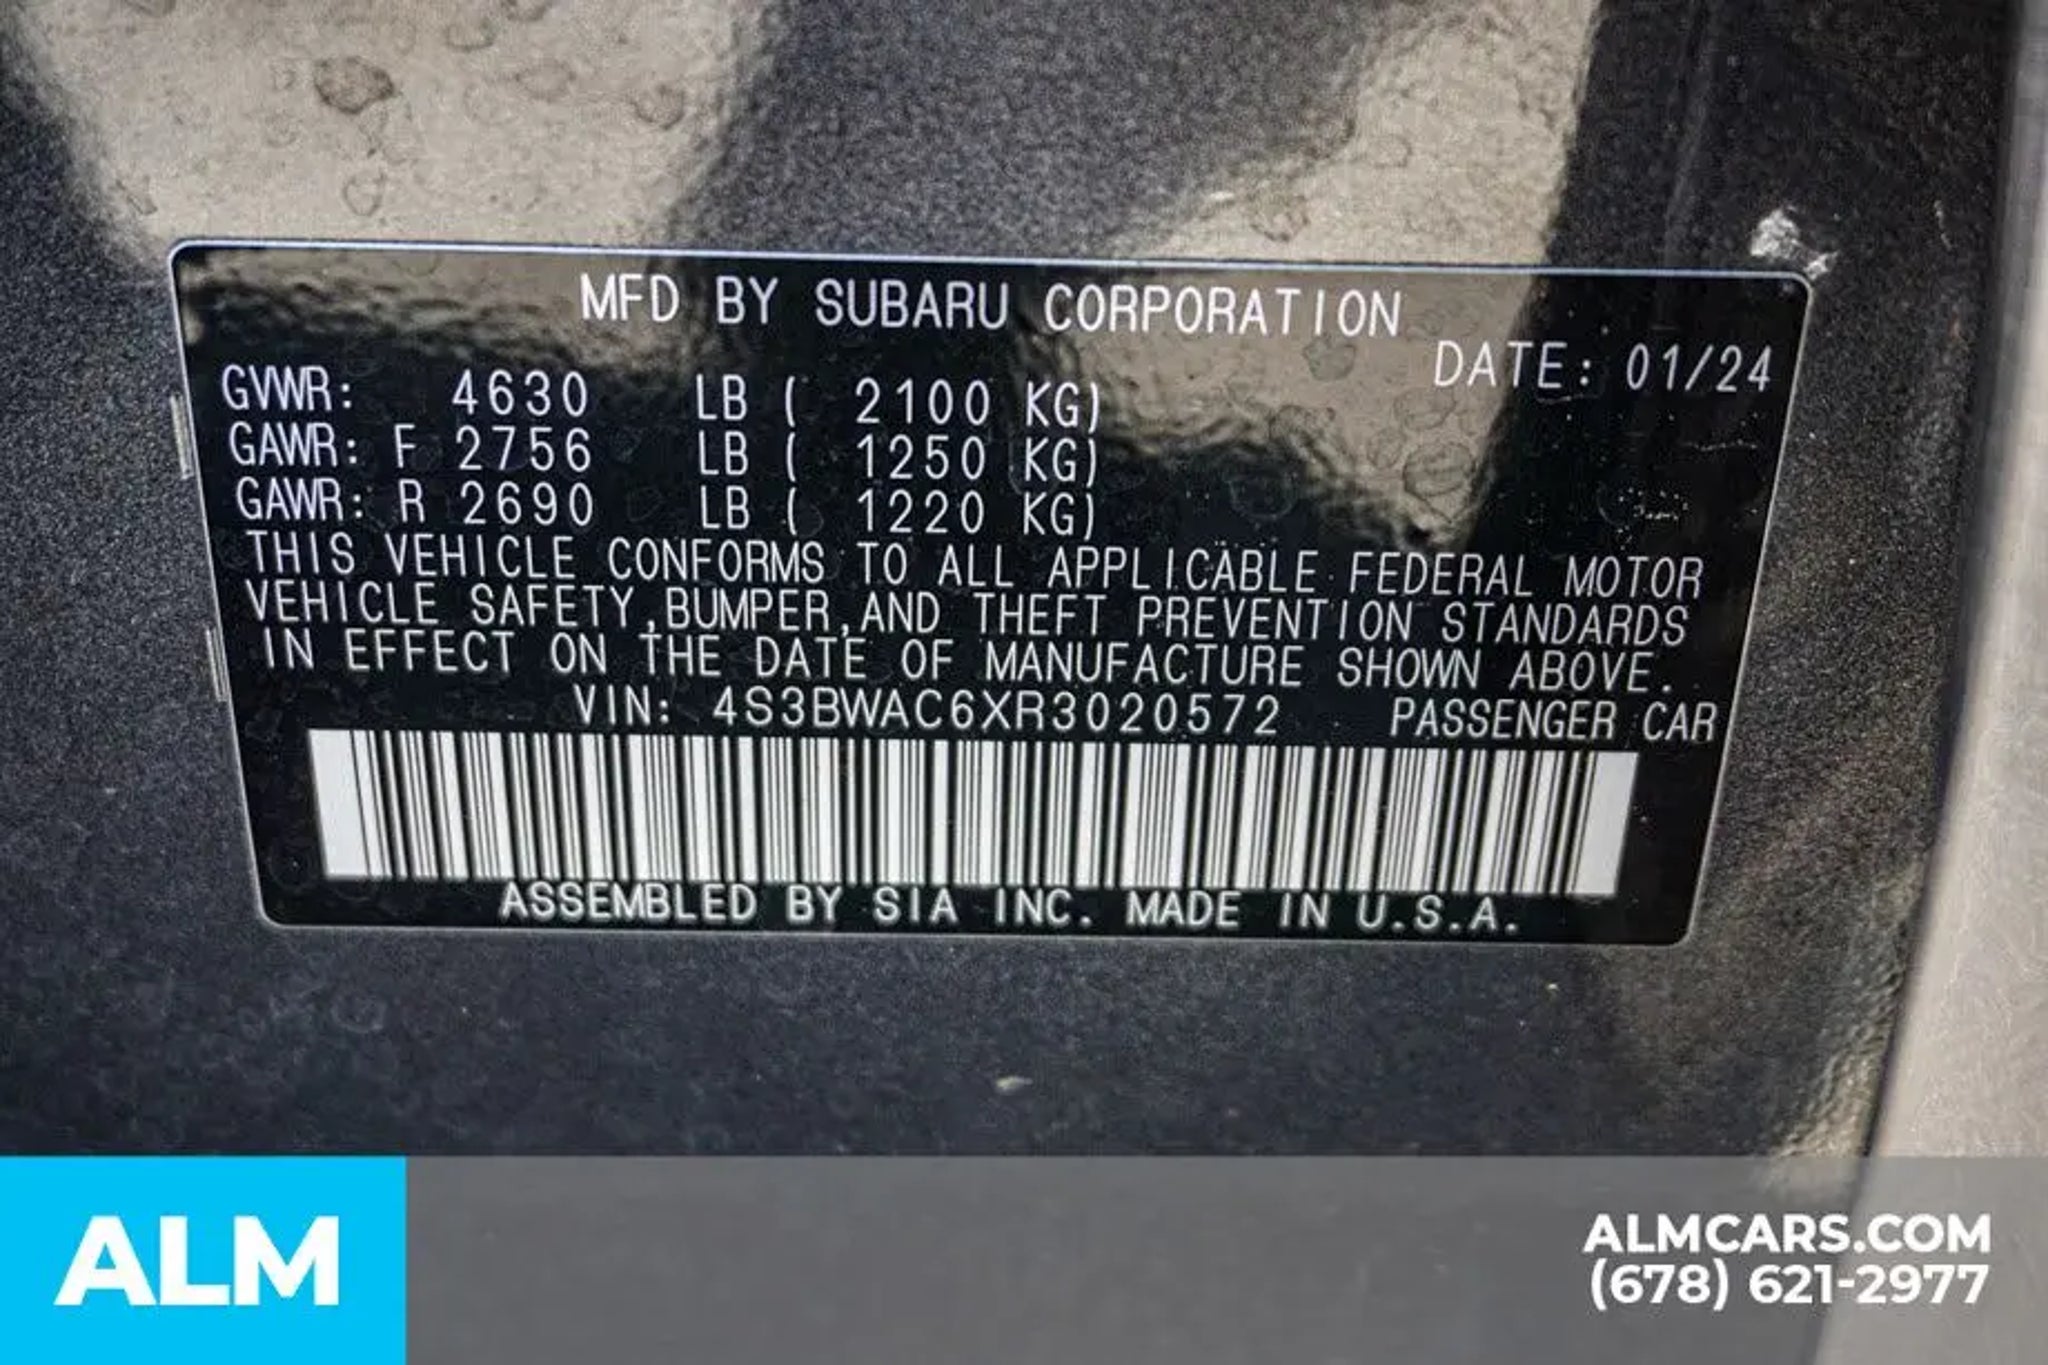 MFD BY SUBARU CORPORATION
DATE: 01/24
GVWR: 4630 LB ( 2100 KG)
GAWR: F 2756 LB ( 1250 KG)
GAWR: R 2690 LB ( 1220 KG)
THIS VEHICLE CONFORMS TO ALL APPLICABLE FEDERAL MOTOR
VEHICLE SAFETY,BUMPER,AND THEFT PREVENTION STANDARDS
IN EFFECT ON THE DATE OF MANUFACTURE SHOWN ABOVE.
VIN: 4S3BWAC6XR3020572 PASSENGER CAR
ASSEMBLED BY SIA INC. MADE IN U.S.A.
ALM
ALMCARS.COM
(678) 621-2977